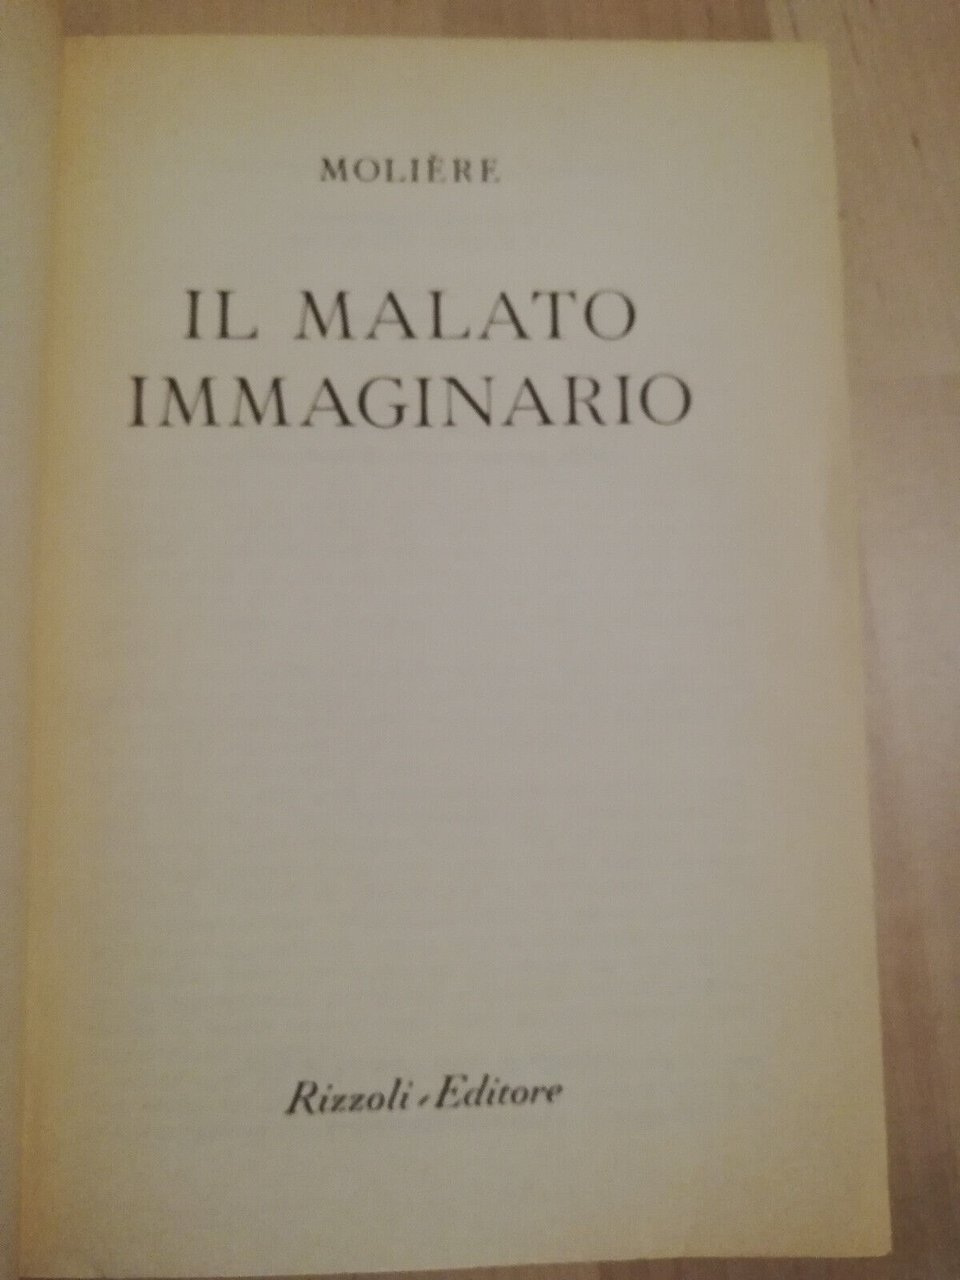 MOLIÈRE
IL MALATO
IMMAGINARIO
Rizzoli - Editore